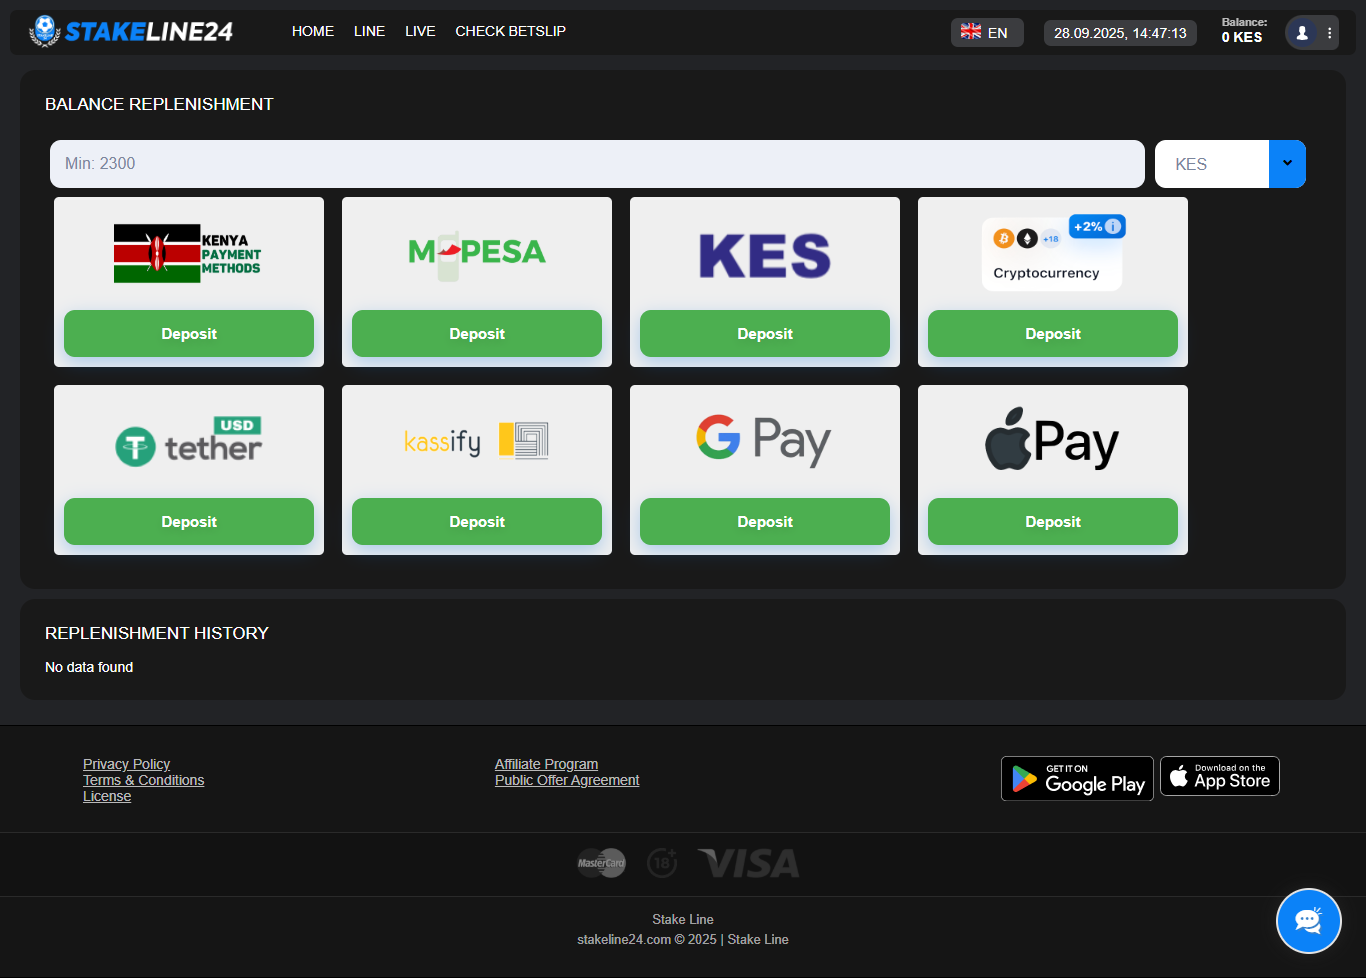 STAKELINE24
HOME LINE LIVE CHECK BETSLIP
EN
28.09.2025, 14:47:13
Balance:
0 KES
BALANCE REPLENISHMENT
Min: 2300
KES
KENYA
PAYMENT
METHODS
M-PESA
KES
+2% i
+18
Cryptocurrency
Deposit
Deposit
Deposit
Deposit
USD
tether
kassify
G Pay
Pay
Deposit
Deposit
Deposit
Deposit
REPLENISHMENT HISTORY
No data found
Privacy Policy
Terms & Conditions
License
Affiliate Program
Public Offer Agreement
GET IT ON
Google Play
Download on the
App Store
MasterCard
18+
VISA
Stake Line
stakeline24.com © 2025 | Stake Line